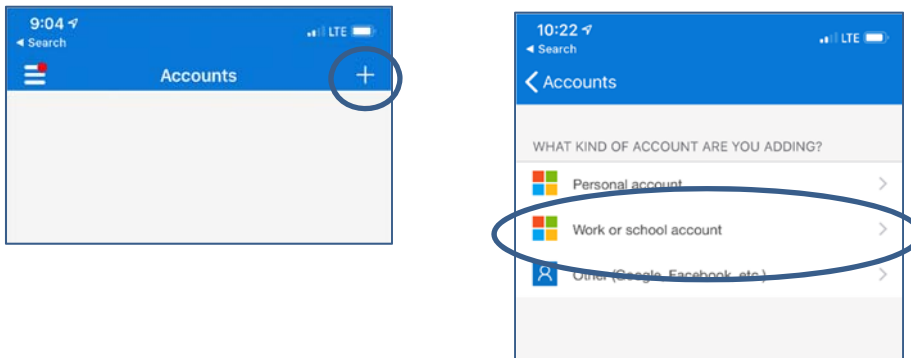 9:04
LTE
◀ Search
Accounts
+
10:22
LTE
◀ Search
Accounts
WHAT KIND OF ACCOUNT ARE YOU ADDING?
Personal account
Work or school account
Other (Google, Facebook, etc.)